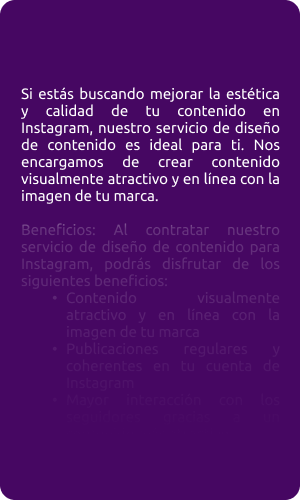 Si estás buscando mejorar la estética
y calidad de tu contenido en
Instagram, nuestro servicio de diseño
de contenido es ideal para ti. Nos
encargamos de crear contenido
visualmente atractivo y en línea con la
imagen de tu marca.
Beneficios: Al contratar nuestro
servicio de diseño de contenido para
Instagram, podrás disfrutar de los
siguientes beneficios:
• Contenido visualmente
atractivo y en línea con la
imagen de tu marca
• Publicaciones regulares y
coherentes en tu cuenta de
Instagram
• Mayor interacción con los